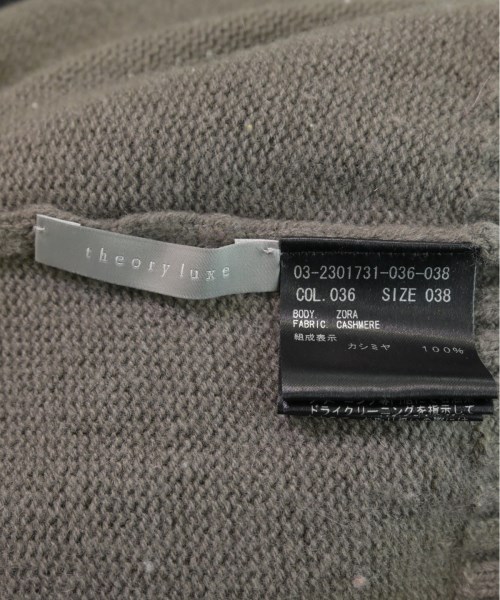 theory luxe
03-2301731-036-038
COL. 036 SIZE 038
BODY. ZORA
FABRIC. CASHMERE
組成表示
カシミヤ 100%
ドライクリーニングを指示して